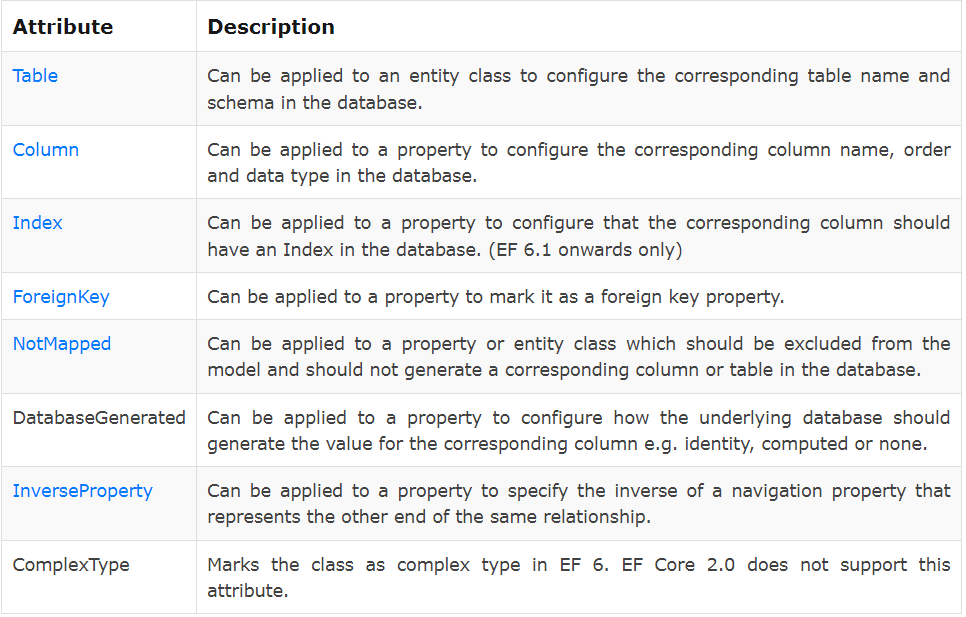 Attribute Description
Table Can be applied to an entity class to configure the corresponding table name and
schema in the database.
Column Can be applied to a property to configure the corresponding column name, order
and data type in the database.
Index Can be applied to a property to configure that the corresponding column should
have an Index in the database. (EF 6.1 onwards only)
ForeignKey Can be applied to a property to mark it as a foreign key property.
NotMapped Can be applied to a property or entity class which should be excluded from the
model and should not generate a corresponding column or table in the database.
DatabaseGenerated Can be applied to a property to configure how the underlying database should
generate the value for the corresponding column e.g. identity, computed or none.
InverseProperty Can be applied to a property to specify the inverse of a navigation property that
represents the other end of the same relationship.
ComplexType Marks the class as complex type in EF 6. EF Core 2.0 does not support this
attribute.